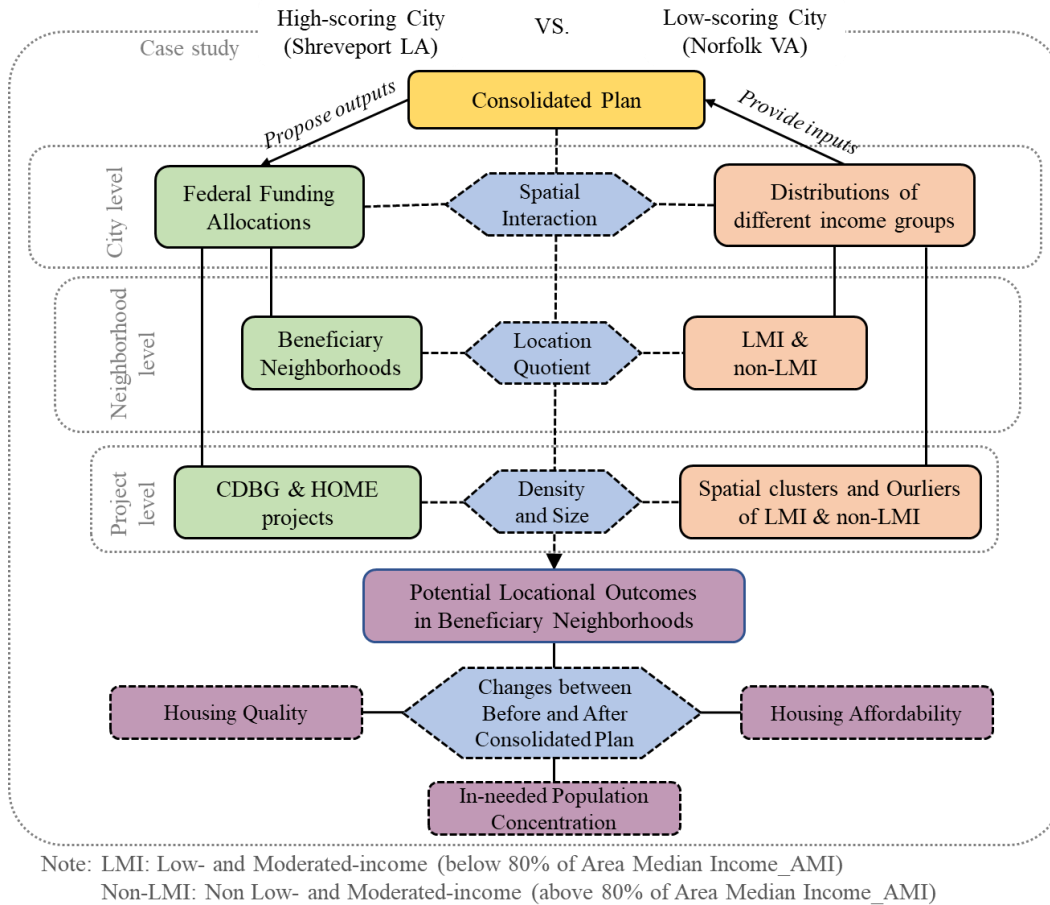 High-scoring City
(Shreveport LA)
VS.
Low-scoring City
(Norfolk VA)
Case study
Consolidated Plan
Propose outputs
Provide inputs
City level
Federal Funding
Allocations
Spatial
Interaction
Distributions of
different income groups
Neighborhood
level
Beneficiary
Neighborhoods
Location
Quotient
LMI &
non-LMI
Project
level
CDBG & HOME
projects
Density
and Size
Spatial clusters and Ourliers
of LMI & non-LMI
Potential Locational Outcomes
in Beneficiary Neighborhoods
Housing Quality
Changes between
Before and After
Consolidated Plan
Housing Affordability
In-needed Population
Concentration
Note: LMI: Low- and Moderated-income (below 80% of Area Median Income_AMI)
Non-LMI: Non Low- and Moderated-income (above 80% of Area Median Income_AMI)